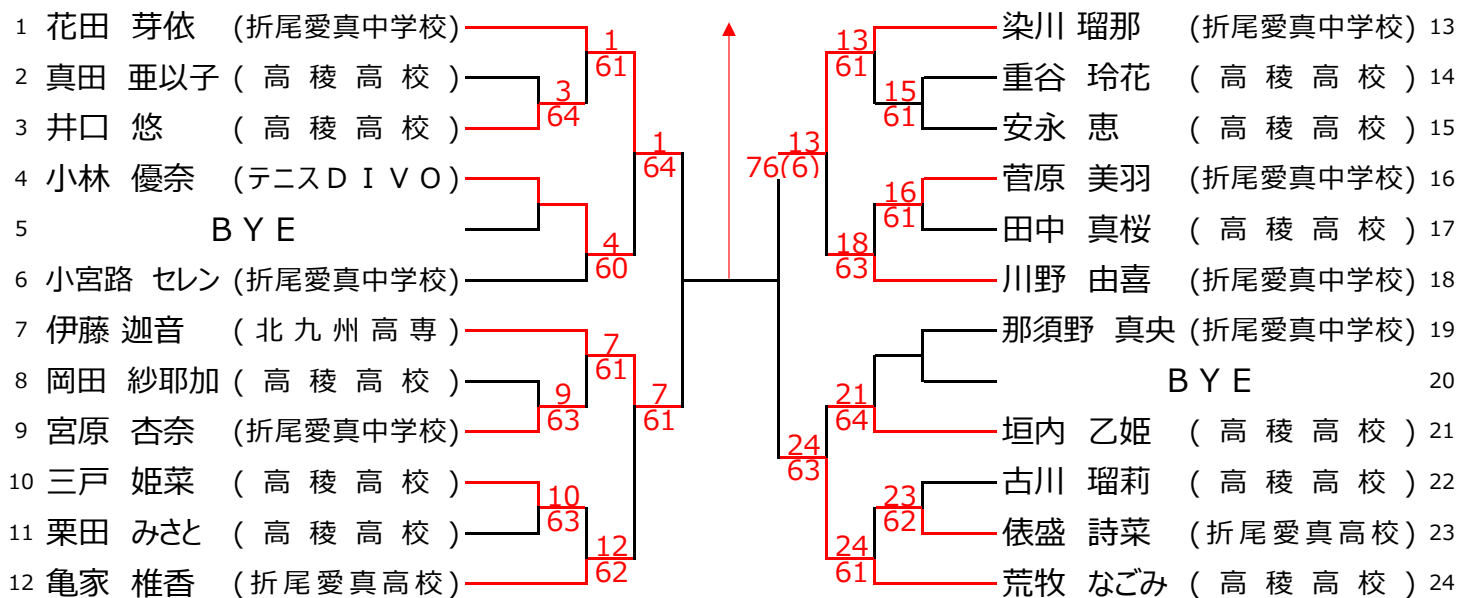 1 花田 芽依 (折尾愛真中学校)
2 真田 亜以子 ( 高 稜 高 校 )
3 井口 悠 ( 高 稜 高 校 )
4 小林 優奈 (テニスＤＩＶＯ)
5 ＢＹＥ
6 小宮路 セレン (折尾愛真中学校)
7 伊藤 迦音 ( 北 九 州 高 専 )
8 岡田 紗耶加 ( 高 稜 高 校 )
9 宮原 杏奈 (折尾愛真中学校)
10 三戸 姫菜 ( 高 稜 高 校 )
11 栗田 みさと ( 高 稜 高 校 )
12 亀家 椎香 (折尾愛真高校)
1
61
3
64
1
64
4
60
7
61
9
63
7
61
10
63
12
62
13
61
15
61
13
76(6)
16
61
18
63
21
64
24
63
23
62
24
61
染川 瑠那 (折尾愛真中学校) 13
重谷 玲花 ( 高 稜 高 校 ) 14
安永 恵 ( 高 稜 高 校 ) 15
菅原 美羽 (折尾愛真中学校) 16
田中 真桜 ( 高 稜 高 校 ) 17
川野 由喜 (折尾愛真中学校) 18
那須野 真央 (折尾愛真中学校) 19
ＢＹＥ 20
垣内 乙姫 ( 高 稜 高 校 ) 21
古川 瑠莉 ( 高 稜 高 校 ) 22
俵盛 詩菜 (折尾愛真高校) 23
荒牧 なごみ ( 高 稜 高 校 ) 24